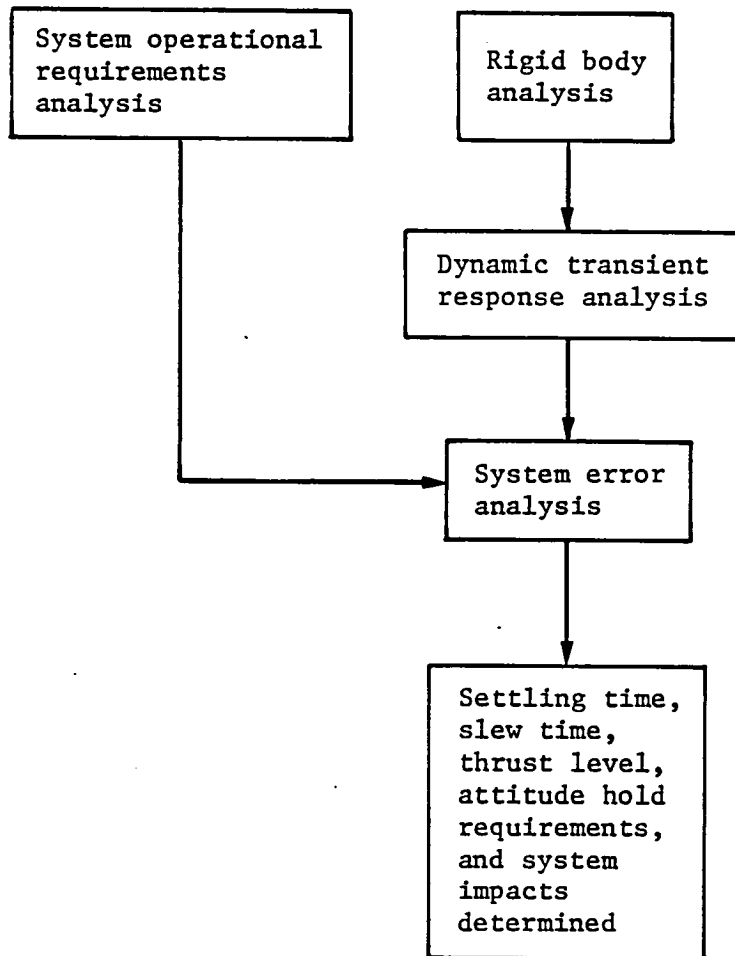 System operational
requirements
analysis
Rigid body
analysis
Dynamic transient
response analysis
System error
analysis
Settling time,
slew time,
thrust level,
attitude hold
requirements,
and system
impacts
determined